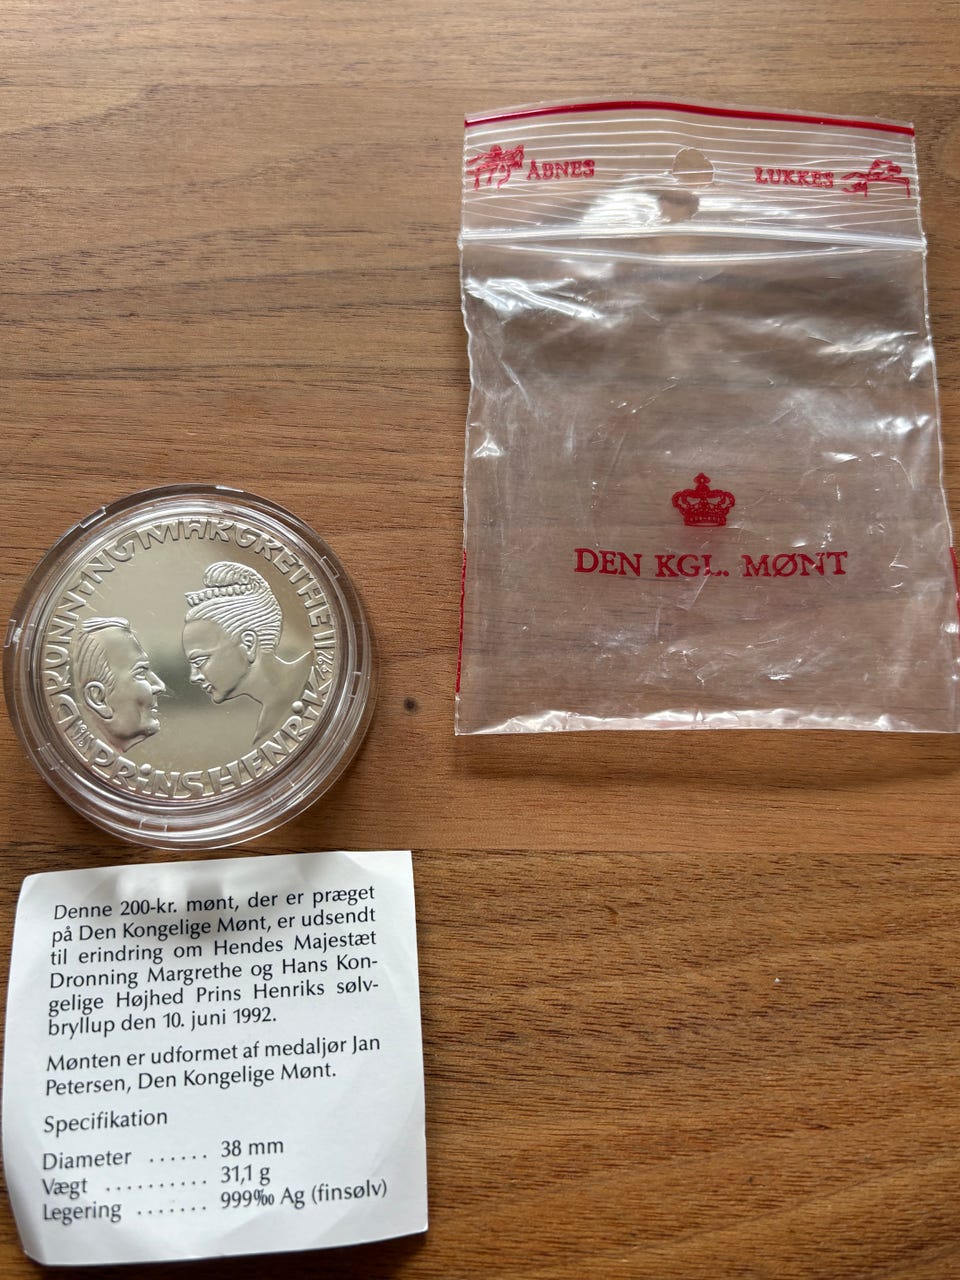 ÅBNES
LUKKES
DEN KGL. MØNT
DRONNING MARGRETHE II
PRINS HENRIK
Denne 200-kr. mønt, der er præget
på Den Kongelige Mønt, er udsendt
til erindring om Hendes Majestæt
Dronning Margrethe og Hans Kon-
gelige Højhed Prins Henriks sølv-
bryllup den 10. juni 1992.
Mønten er udformet af medaljør Jan
Petersen, Den Kongelige Mønt.
Specifikation
Diameter ...... 38 mm
Vægt .......... 31,1 g
Legering ....... 999‰ Ag (finsølv)